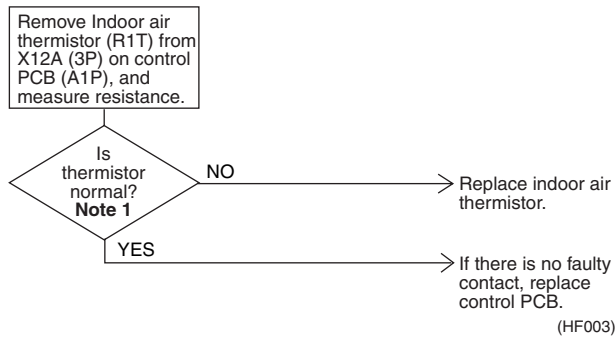 Remove Indoor air
thermistor (R1T) from
X12A (3P) on control
PCB (A1P), and
measure resistance.
Is
thermistor
normal?
Note 1
NO
Replace indoor air
thermistor.
YES
If there is no faulty
contact, replace
control PCB.
(HF003)